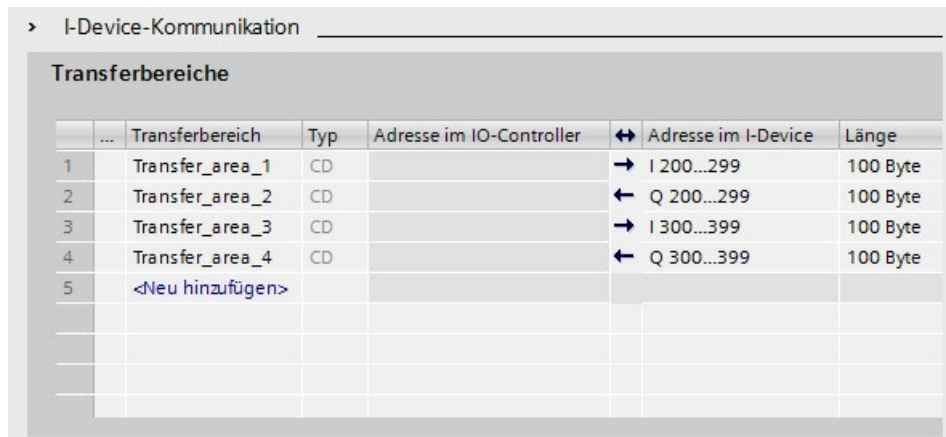 I-Device-Kommunikation
Transferbereiche
... Transferbereich Typ Adresse im IO-Controller ↔ Adresse im I-Device Länge
1 Transfer_area_1 CD → I 200...299 100 Byte
2 Transfer_area_2 CD ← Q 200...299 100 Byte
3 Transfer_area_3 CD → I 300...399 100 Byte
4 Transfer_area_4 CD ← Q 300...399 100 Byte
5 <Neu hinzufügen>